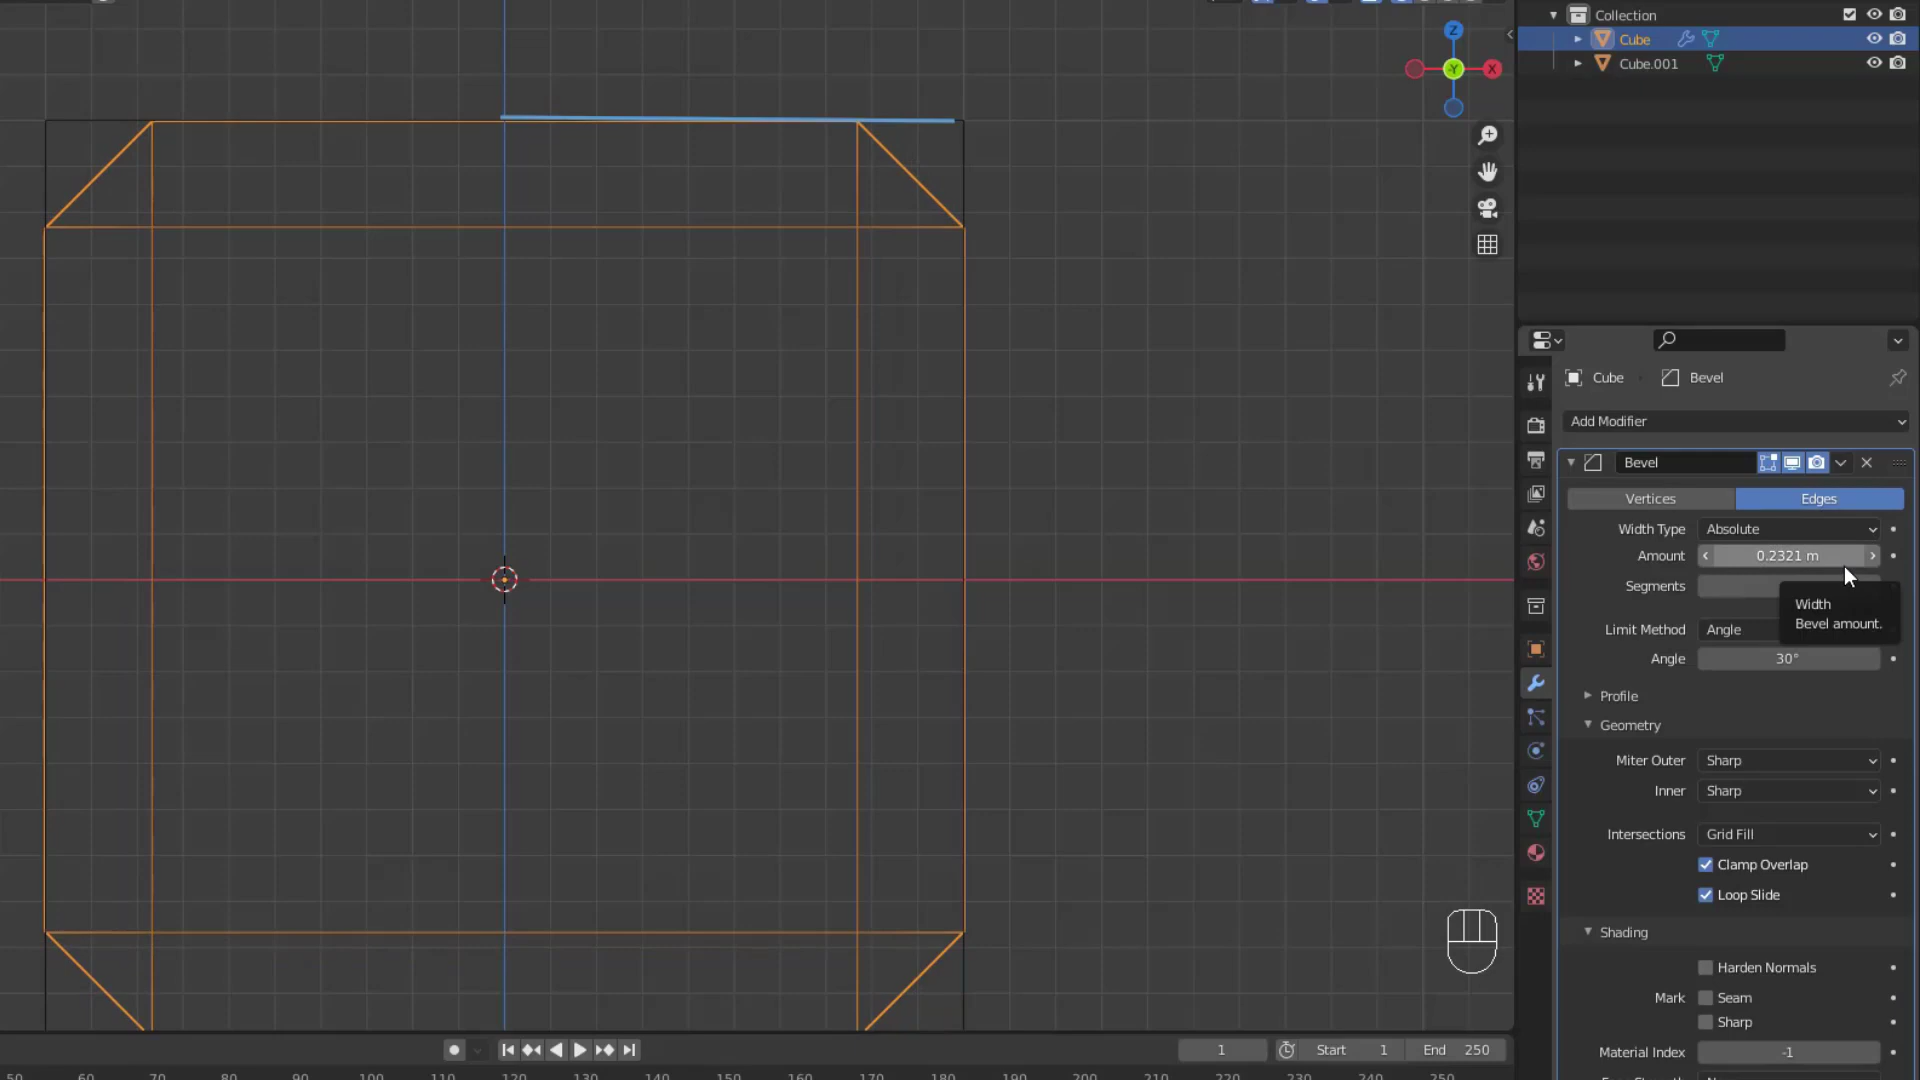 Collection
Cube
Cube.001
Z
Y
X
Cube
Bevel
Add Modifier
Bevel
Vertices
Edges
Width Type
Absolute
Amount
0.2321 m
Segments
Width
Bevel amount.
Limit Method
Angle
Angle
30°
Profile
Geometry
Miter Outer
Sharp
Inner
Sharp
Intersections
Grid Fill
Clamp Overlap
Loop Slide
Shading
Harden Normals
Mark
Seam
Sharp
Material Index
-1
1
Start 1
End 250
50 60 70 80 90 100 110 120 130 140 150 160 170 180 190 200 210 220 230 240 250